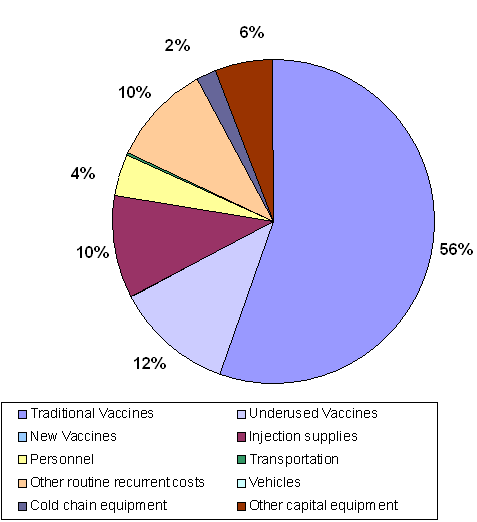 6%
2%
10%
4%
10%
56%
12%
Traditional Vaccines Underused Vaccines
New Vaccines Injection supplies
Personnel Transportation
Other routine recurrent costs Vehicles
Cold chain equipment Other capital equipment